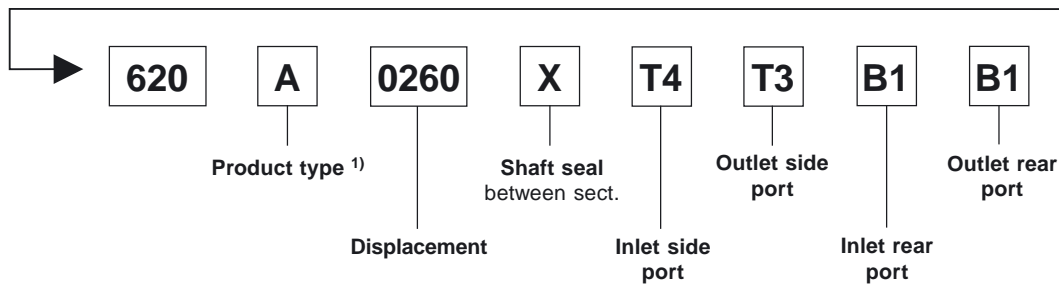 620 A 0260 X T4 T3 B1 B1
Product type 1)
Shaft seal
between sect.
Outlet side
port
Outlet rear
port
Displacement
Inlet side
port
Inlet rear
port